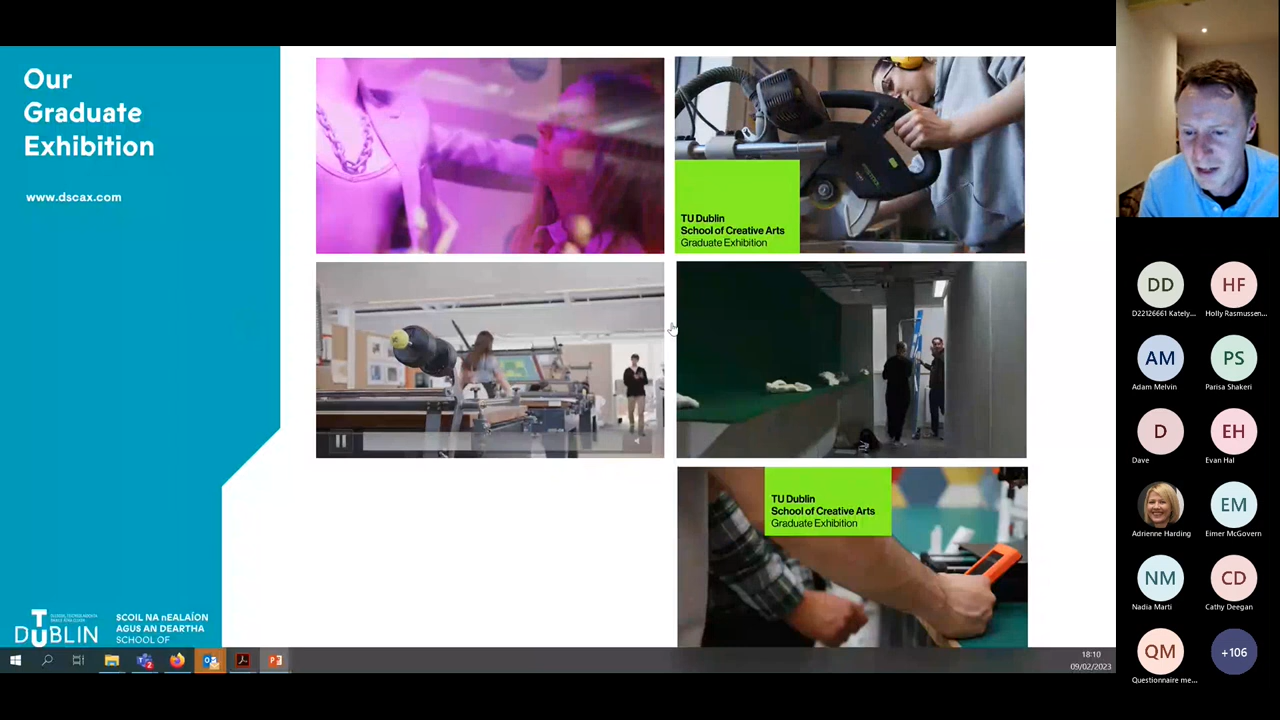 Our
Graduate
Exhibition
www.dscax.com
TU Dublin
School of Creative Arts
Graduate Exhibition
TU Dublin
School of Creative Arts
Graduate Exhibition
TU
DUBLIN
SCOIL NA nEALAÍON
AGUS AN DEARTHA
SCHOOL OF
18:10
09/02/2023
DD
HF
D22126661 Kately...
Holly Rasmussen...
AM
PS
Adam Melvin
Parisa Shakeri
D
EH
Dave
Evan Hal
EM
Adrienne Harding
Eimer McGovern
NM
CD
Nadia Marti
Cathy Deegan
QM
+106
Questionnaire me...